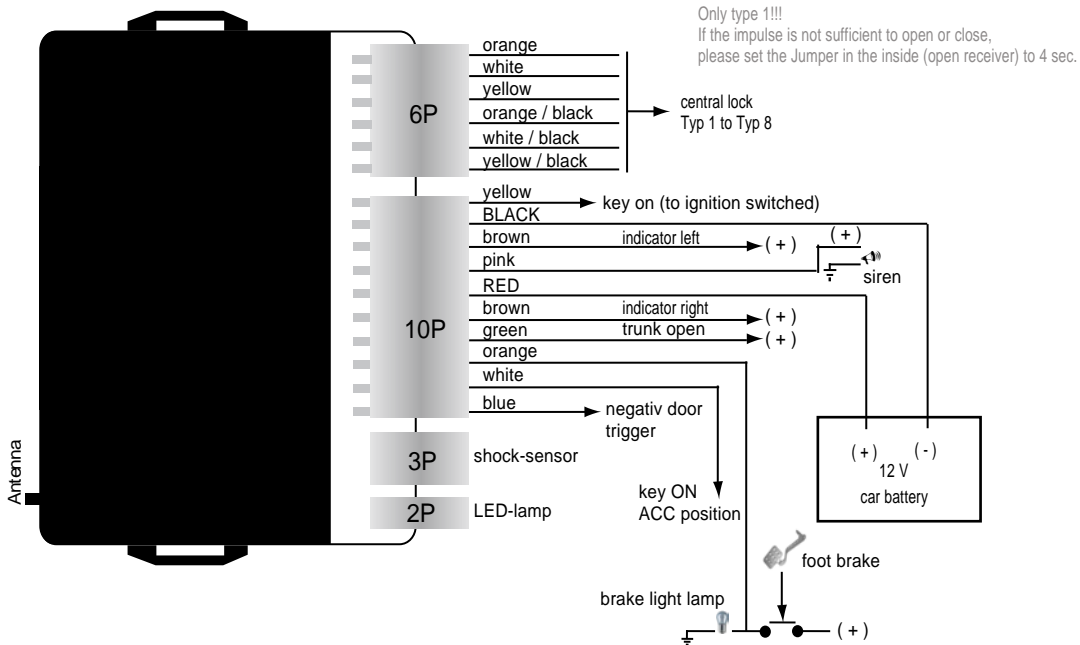 Only type 1!!!
If the impulse is not sufficient to open or close,
please set the Jumper in the inside (open receiver) to 4 sec.
6P
orange
white
yellow
orange / black
white / black
yellow / black
central lock
Typ 1 to Typ 8
10P
yellow
key on (to ignition switched)
BLACK
brown
indicator left
( + )
( + )
pink
siren
RED
brown
indicator right
( + )
green
trunk open
( + )
orange
white
blue
negativ door
trigger
key ON
ACC position
( + )
( - )
12 V
car battery
3P
shock-sensor
2P
LED-lamp
Antenna
foot brake
brake light lamp
( + )